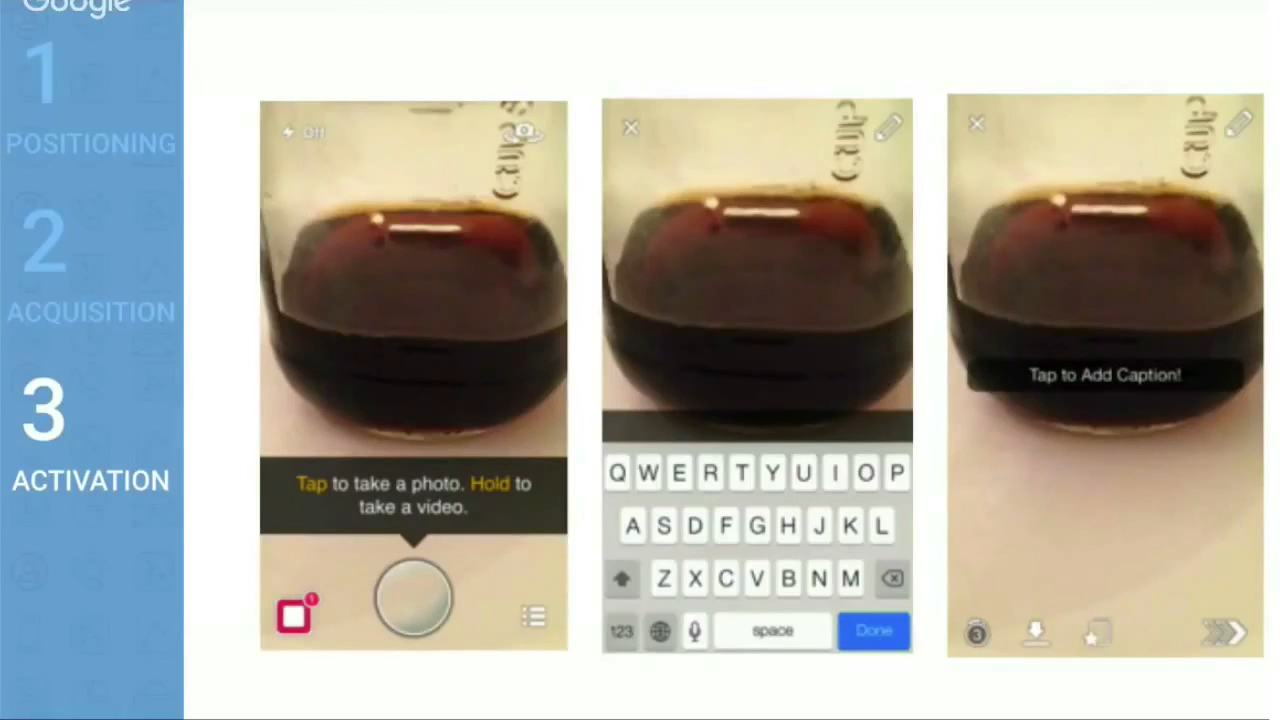 Google
1
POSITIONING
2
ACQUISITION
3
ACTIVATION
Off
Tap to take a photo. Hold to
take a video.
1
Q W E R T Y U I O P
A S D F G H J K L
Z X C V B N M
123
space
Done
Tap to Add Caption!
3